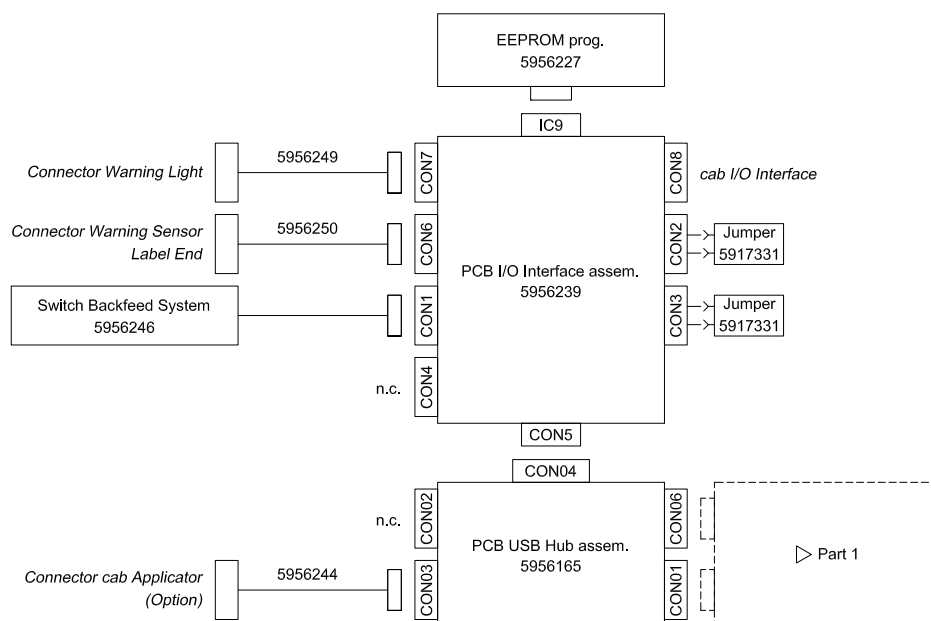 EEPROM prog.
5956227
IC9
Connector Warning Light
5956249
CON7
CON8
cab I/O Interface
Connector Warning Sensor
Label End
5956250
CON6
CON2
Jumper
5917331
PCB I/O Interface assem.
5956239
Switch Backfeed System
5956246
CON1
CON3
Jumper
5917331
n.c.
CON4
CON5
CON04
n.c.
CON02
CON06
PCB USB Hub assem.
5956165
Part 1
Connector cab Applicator
(Option)
5956244
CON03
CON01